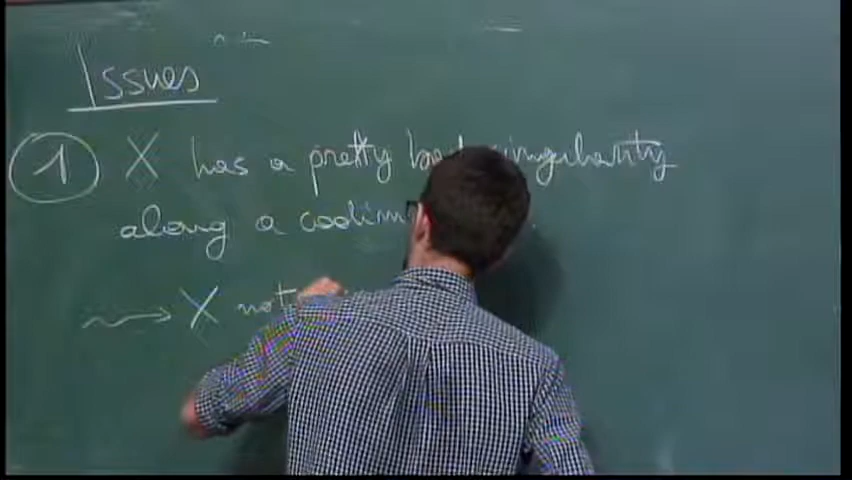 Issues
1 X has a pretty bad singularity
along a codim
⇝ X not